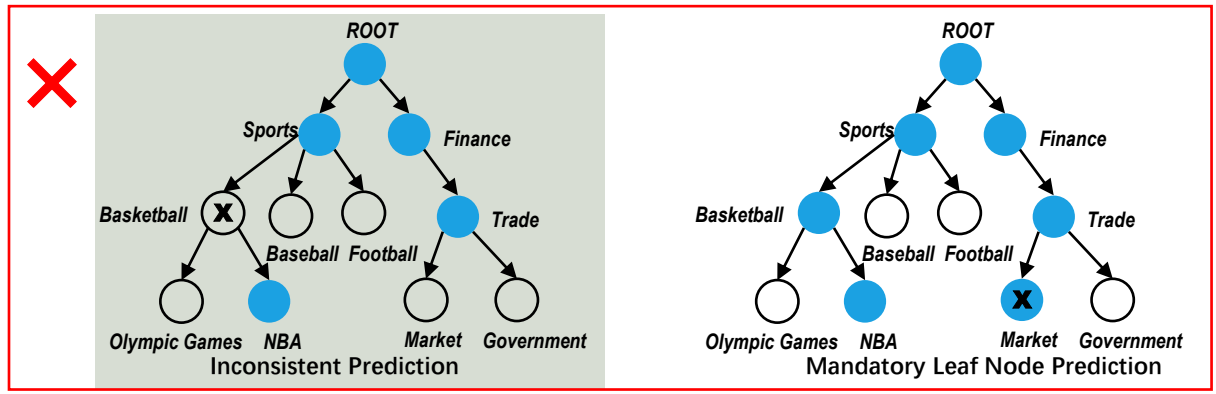 ROOT
Sports
Finance
Basketball
X
Baseball
Football
Trade
Olympic Games
NBA
Market
Government
Inconsistent Prediction
ROOT
Sports
Finance
Basketball
Baseball
Football
Trade
X
Olympic Games
NBA
Market
Government
Mandatory Leaf Node Prediction